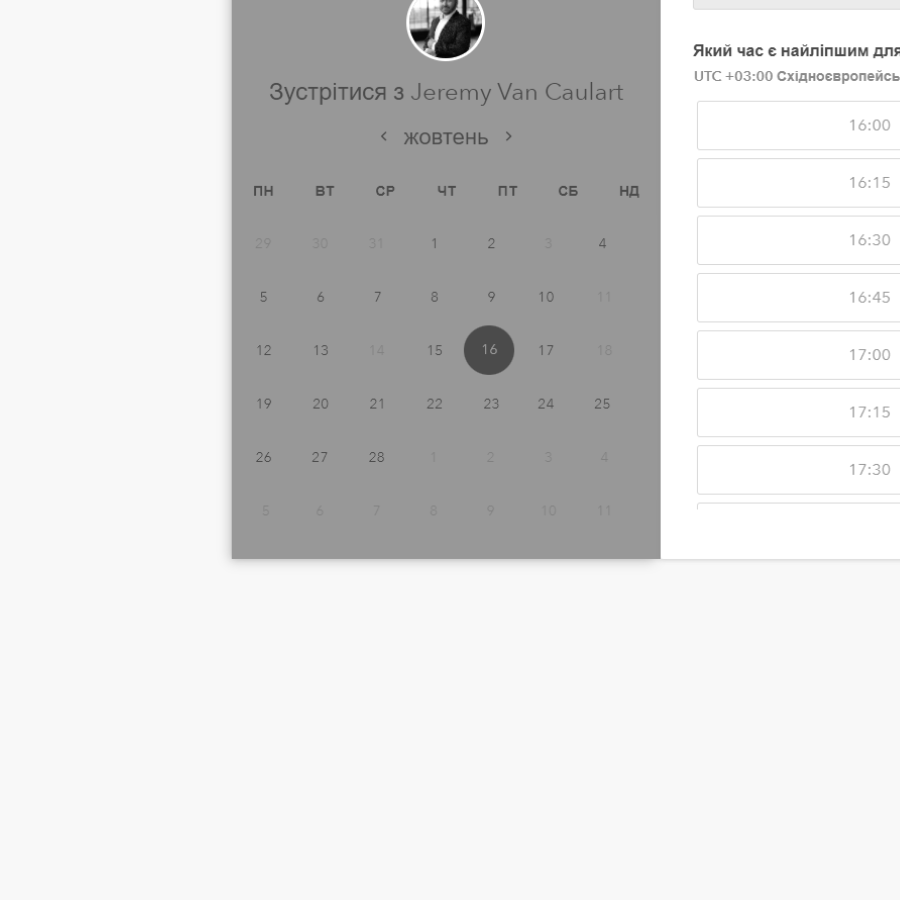 Зустрітися з Jeremy Van Caulart
жовтень
ПН ВТ СР ЧТ ПТ СБ НД
29 30 31 1 2 3 4
5 6 7 8 9 10 11
12 13 14 15 16 17 18
19 20 21 22 23 24 25
26 27 28 1 2 3 4
5 6 7 8 9 10 11
Який час є найліпшим для
UTC +03:00
16:00
16:15
16:30
16:45
17:00
17:15
17:30